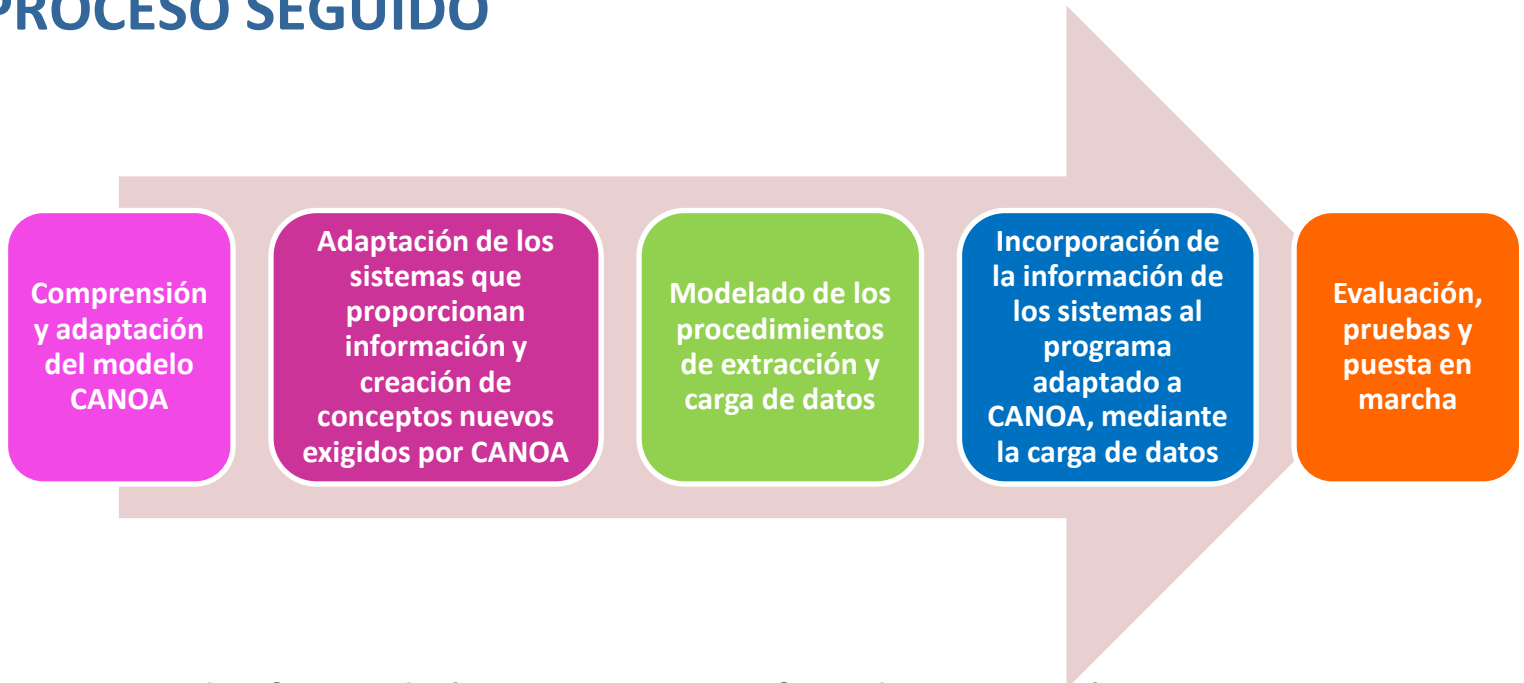 PROCESO SEGUIDO
Comprensión
y adaptación
del modelo
CANOA
Adaptación de los
sistemas que
proporcionan
información y
creación de
conceptos nuevos
exigidos por CANOA
Modelado de los
procedimientos
de extracción y
carga de datos
Incorporación de
la información de
los sistemas al
programa
adaptado a
CANOA, mediante
la carga de datos
Evaluación,
pruebas y
puesta en
marcha